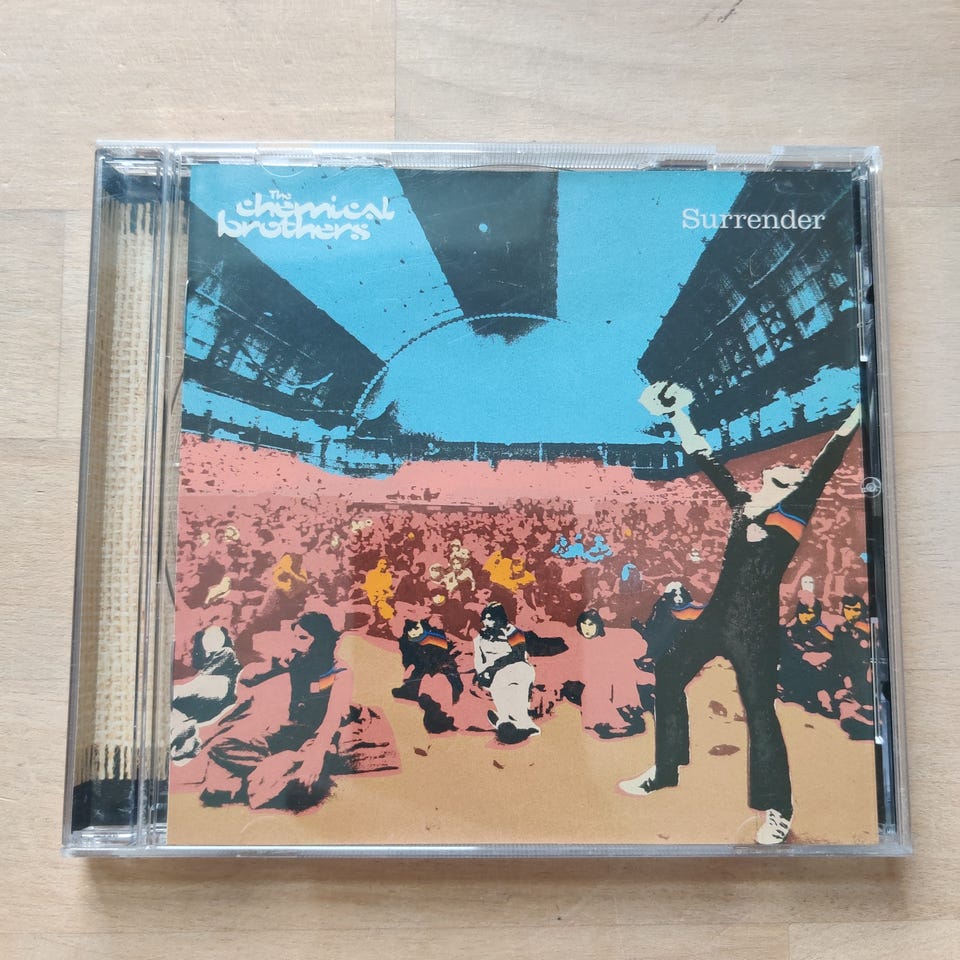 The
chemical
brothers
Surrender